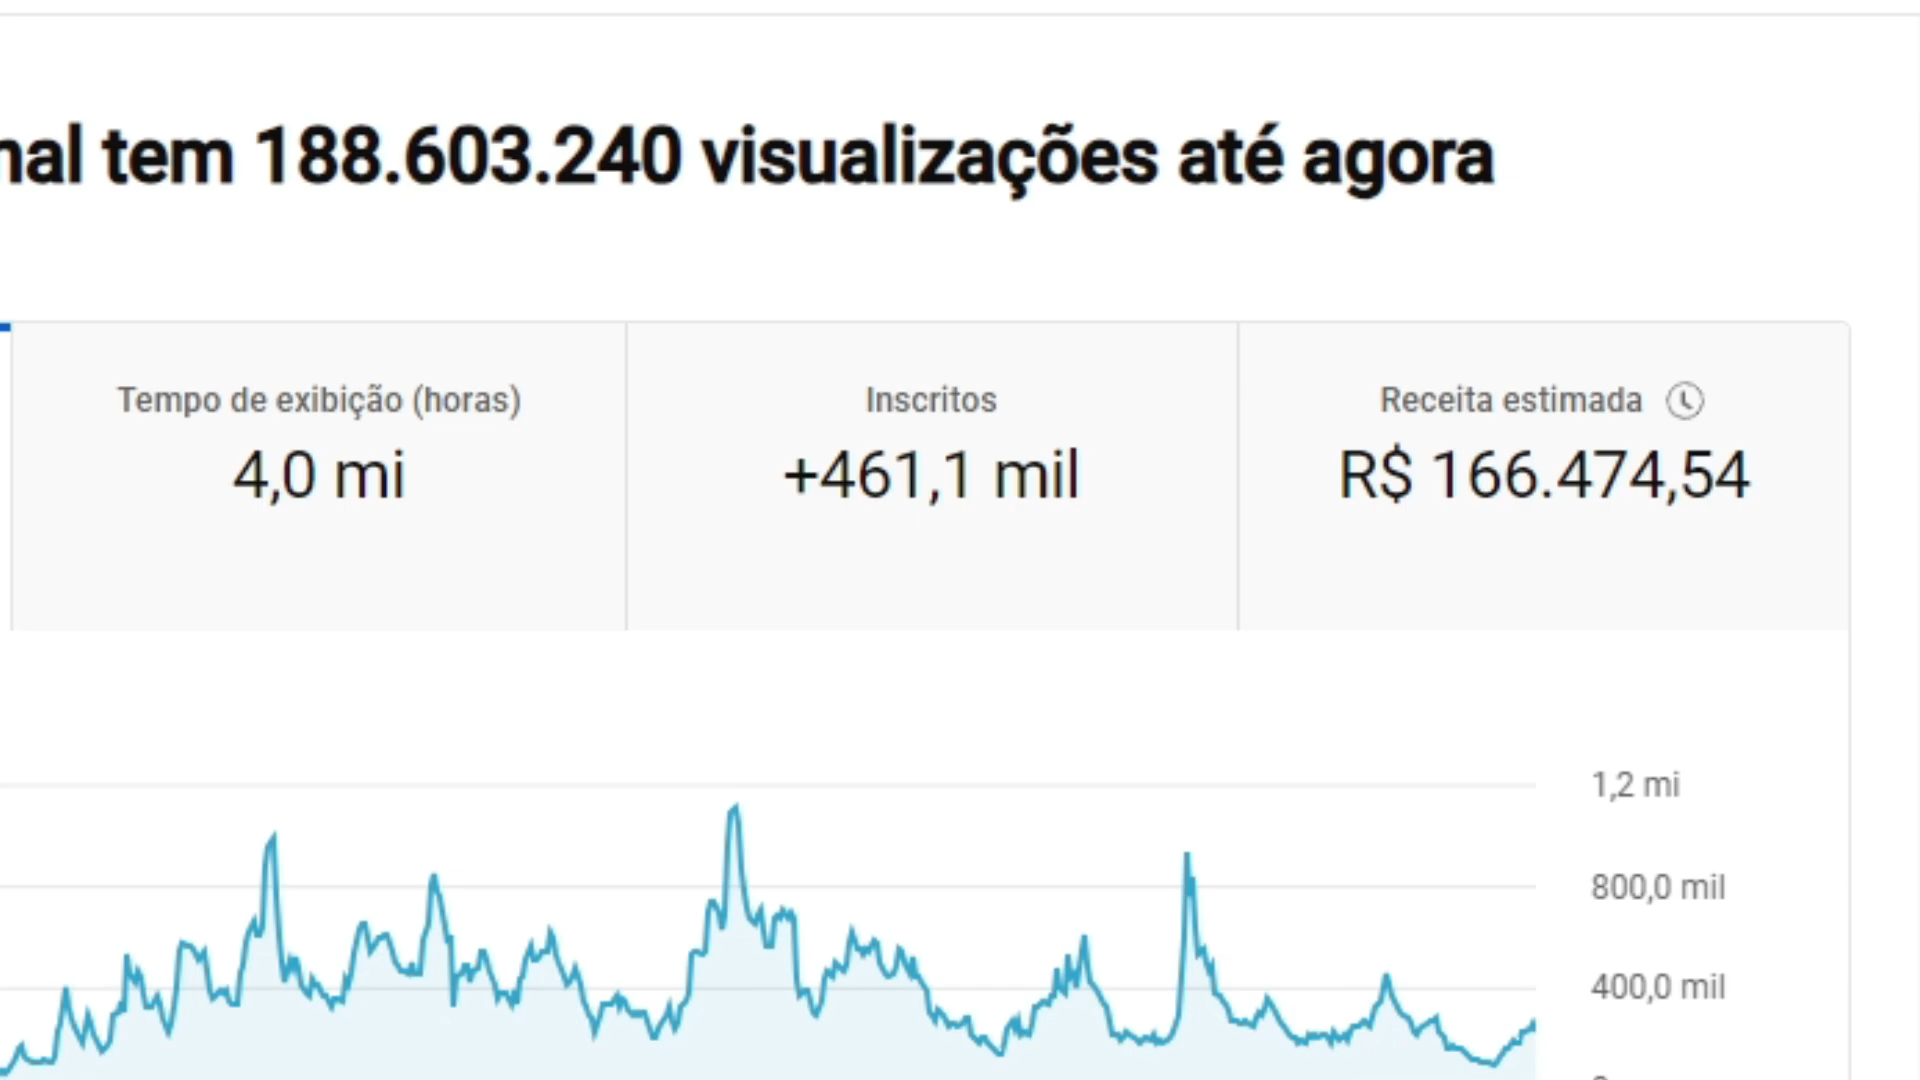 nal tem 188.603.240 visualizações até agora
Tempo de exibição (horas)
4,0 mi
Inscritos
+461,1 mil
Receita estimada
R$ 166.474,54
1,2 mi
800,0 mil
400,0 mil